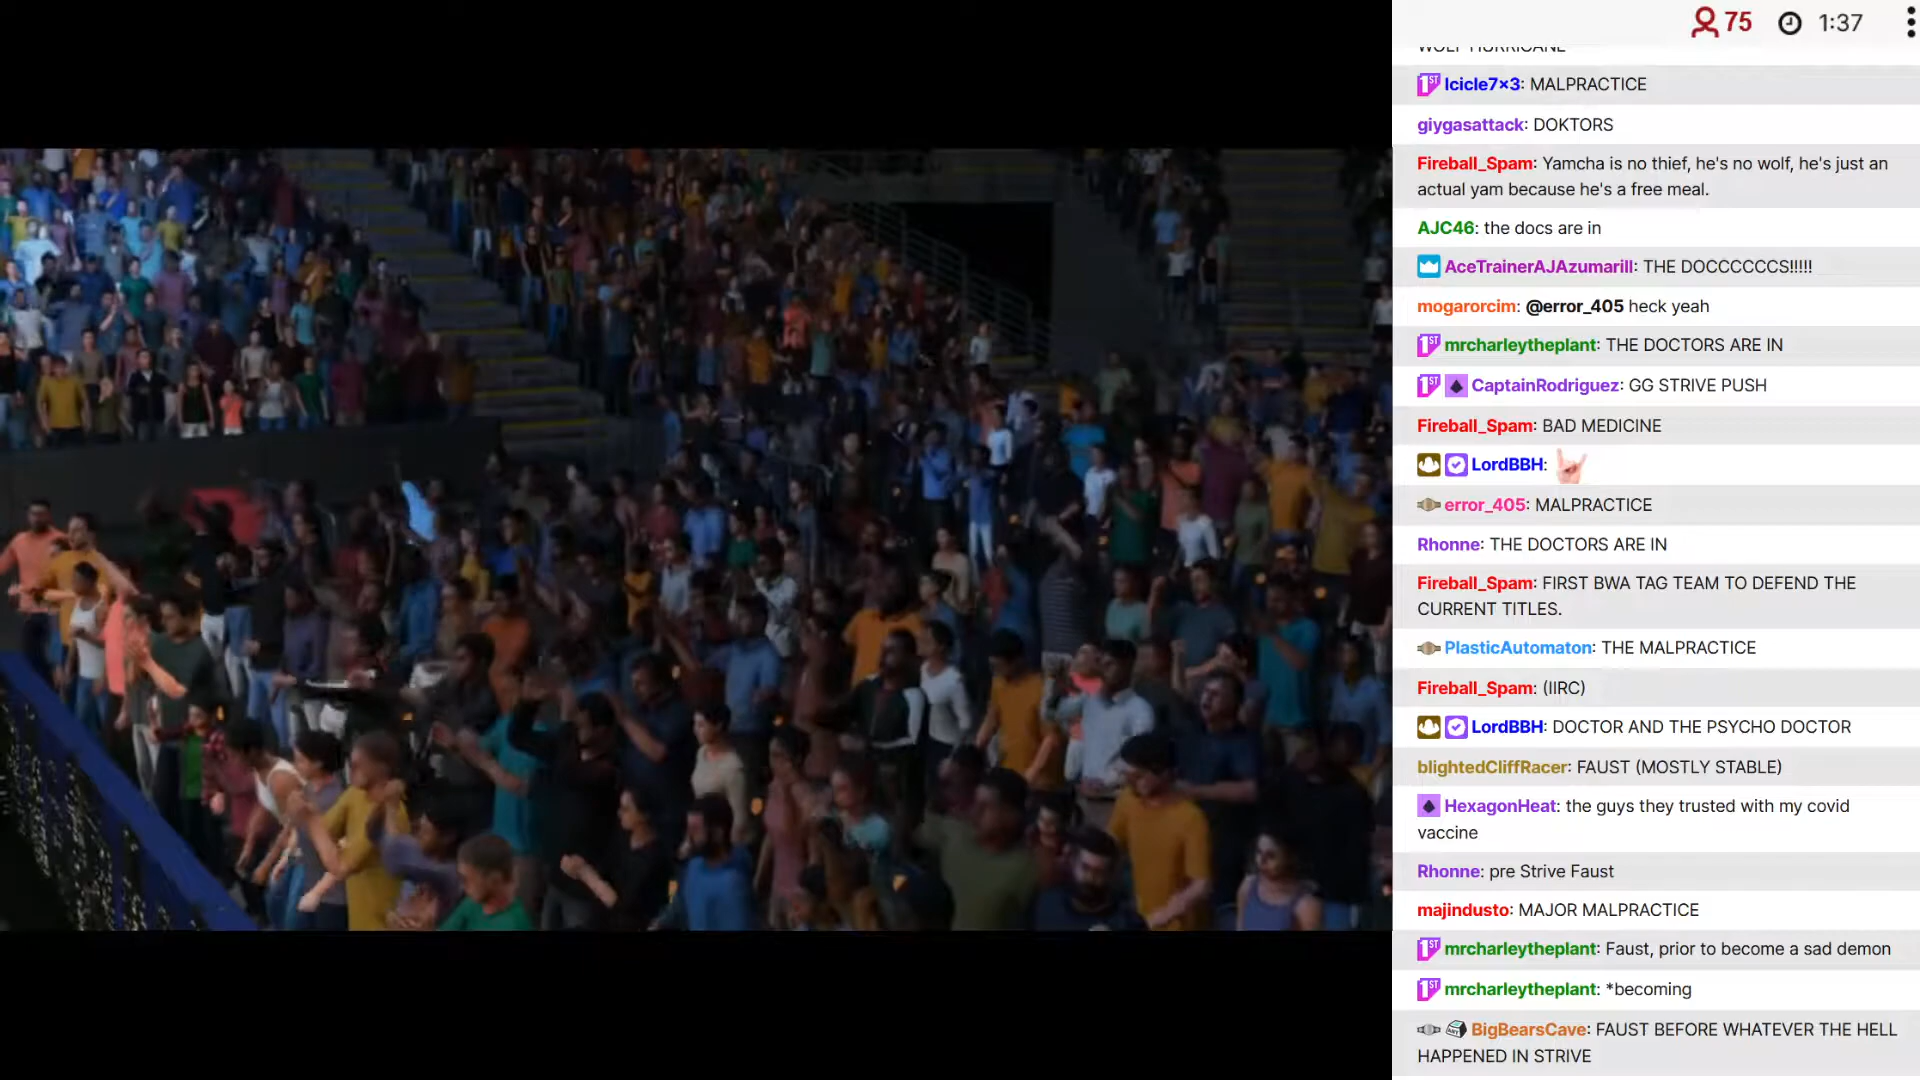 75 1:37
WOLF HURRICANE
Icicle7x3: MALPRACTICE
giygasattack: DOKTORS
Fireball_Spam: Yamcha is no thief, he's no wolf, he's just an
actual yam because he's a free meal.
AJC46: the docs are in
AceTrainerAJAzumarill: THE DOCCCCCCS!!!!!
mogarorcim: @error_405 heck yeah
1ST mrcharleytheplant: THE DOCTORS ARE IN
1ST CaptainRodriguez: GG STRIVE PUSH
Fireball_Spam: BAD MEDICINE
LordBBH:
error_405: MALPRACTICE
Rhonne: THE DOCTORS ARE IN
Fireball_Spam: FIRST BWA TAG TEAM TO DEFEND THE
CURRENT TITLES.
PlasticAutomaton: THE MALPRACTICE
Fireball_Spam: (IIRC)
LordBBH: DOCTOR AND THE PSYCHO DOCTOR
blightedCliffRacer: FAUST (MOSTLY STABLE)
HexagonHeat: the guys they trusted with my covid
vaccine
Rhonne: pre Strive Faust
majindusto: MAJOR MALPRACTICE
1ST mrcharleytheplant: Faust, prior to become a sad demon
1ST mrcharleytheplant: *becoming
BigBearsCave: FAUST BEFORE WHATEVER THE HELL
HAPPENED IN STRIVE